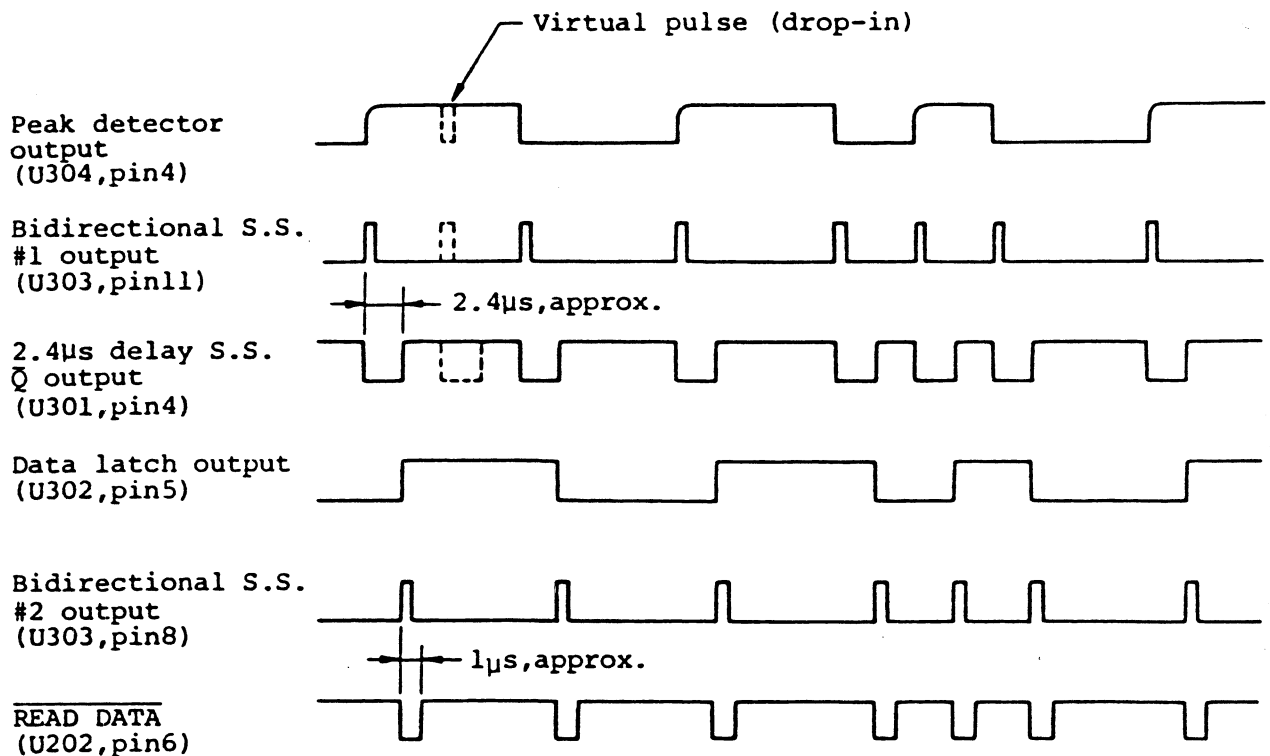 Virtual pulse (drop-in)
Peak detector
output
(U304,pin4)
Bidirectional S.S.
#1 output
(U303,pin11)
2.4µs,approx.
2.4µs delay S.S.
Q̄ output
(U301,pin4)
Data latch output
(U302,pin5)
Bidirectional S.S.
#2 output
(U303,pin8)
1µs,approx.
READ DATA
(U202,pin6)